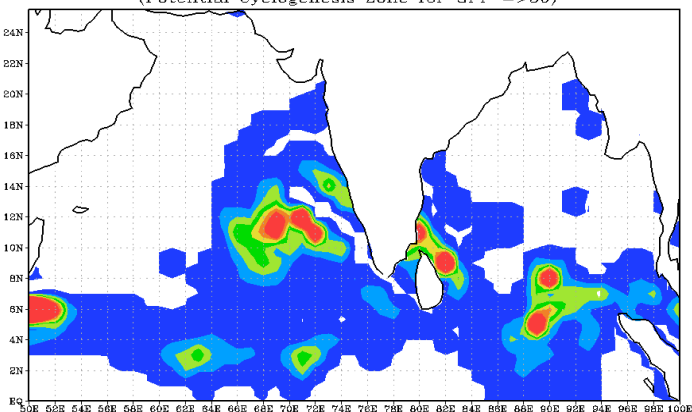 (Potential Cyclogenesis Zone for GPP =>30)
24N
22N
20N
18N
16N
14N
12N
10N
8N
6N
4N
2N
EQ
50E 52E 54E 56E 58E 60E 62E 64E 66E 68E 70E 72E 74E 76E 78E 80E 82E 84E 86E 88E 90E 92E 94E 96E 98E 100E